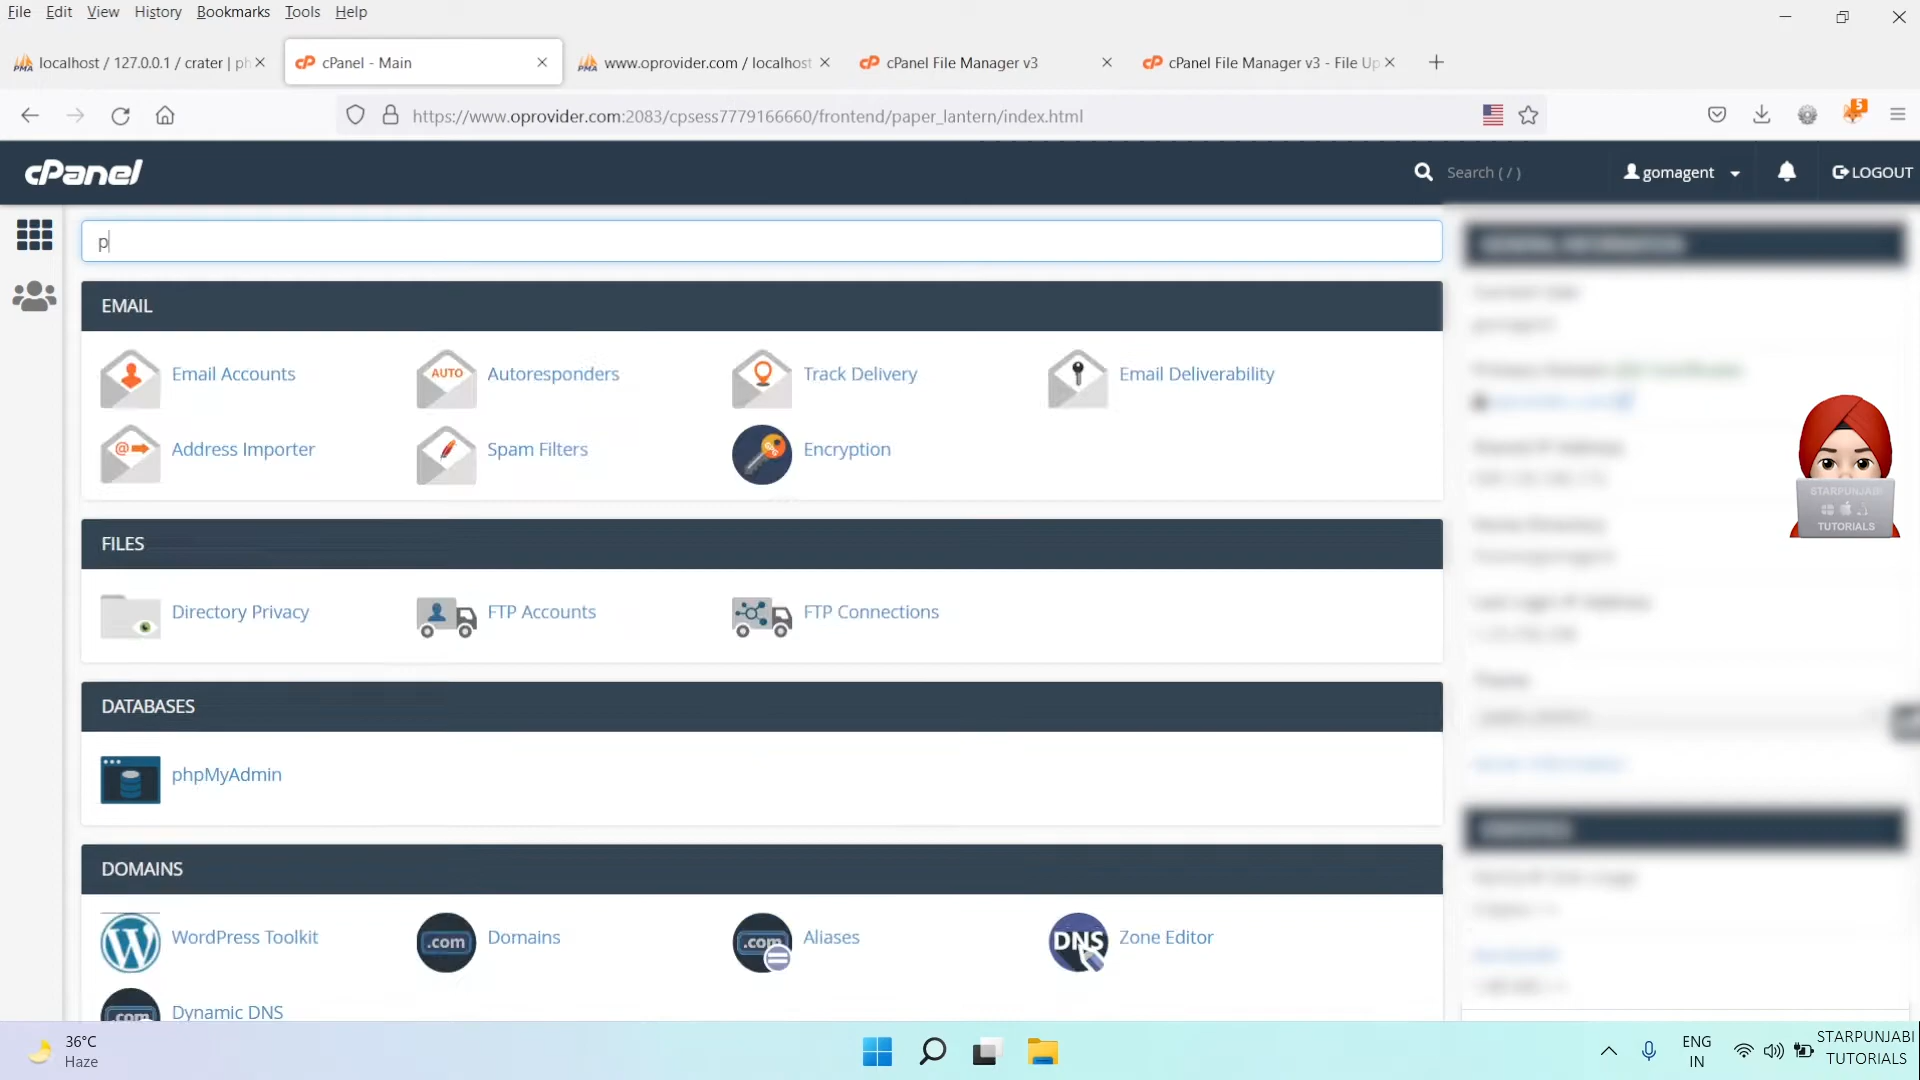 File Edit View History Bookmarks Tools Help
localhost / 127.0.0.1 / crater | ph
cPanel - Main
www.oprovider.com / localhost
cPanel File Manager v3
cPanel File Manager v3 - File Up
https://www.oprovider.com:2083/cpsess7779166660/frontend/paper_lantern/index.html
5
cPanel
Search ( / )
gomagent
LOGOUT
p
EMAIL
Email Accounts
AUTO
Autoresponders
Track Delivery
Email Deliverability
Address Importer
Spam Filters
Encryption
FILES
Directory Privacy
FTP Accounts
FTP Connections
DATABASES
phpMyAdmin
DOMAINS
WordPress Toolkit
.com
Domains
.com
Aliases
DNS
Zone Editor
.com
Dynamic DNS
STARPUNJABI
TUTORIALS
36°C
Haze
ENG
IN
STARPUNJABI
TUTORIALS